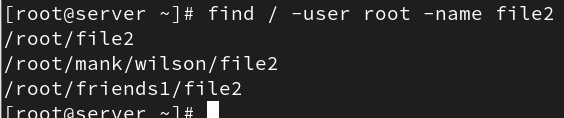 [root@server ~]# find / -user root -name file2
/root/file2
/root/mank/wilson/file2
/root/friends1/file2
[root@server ~]#